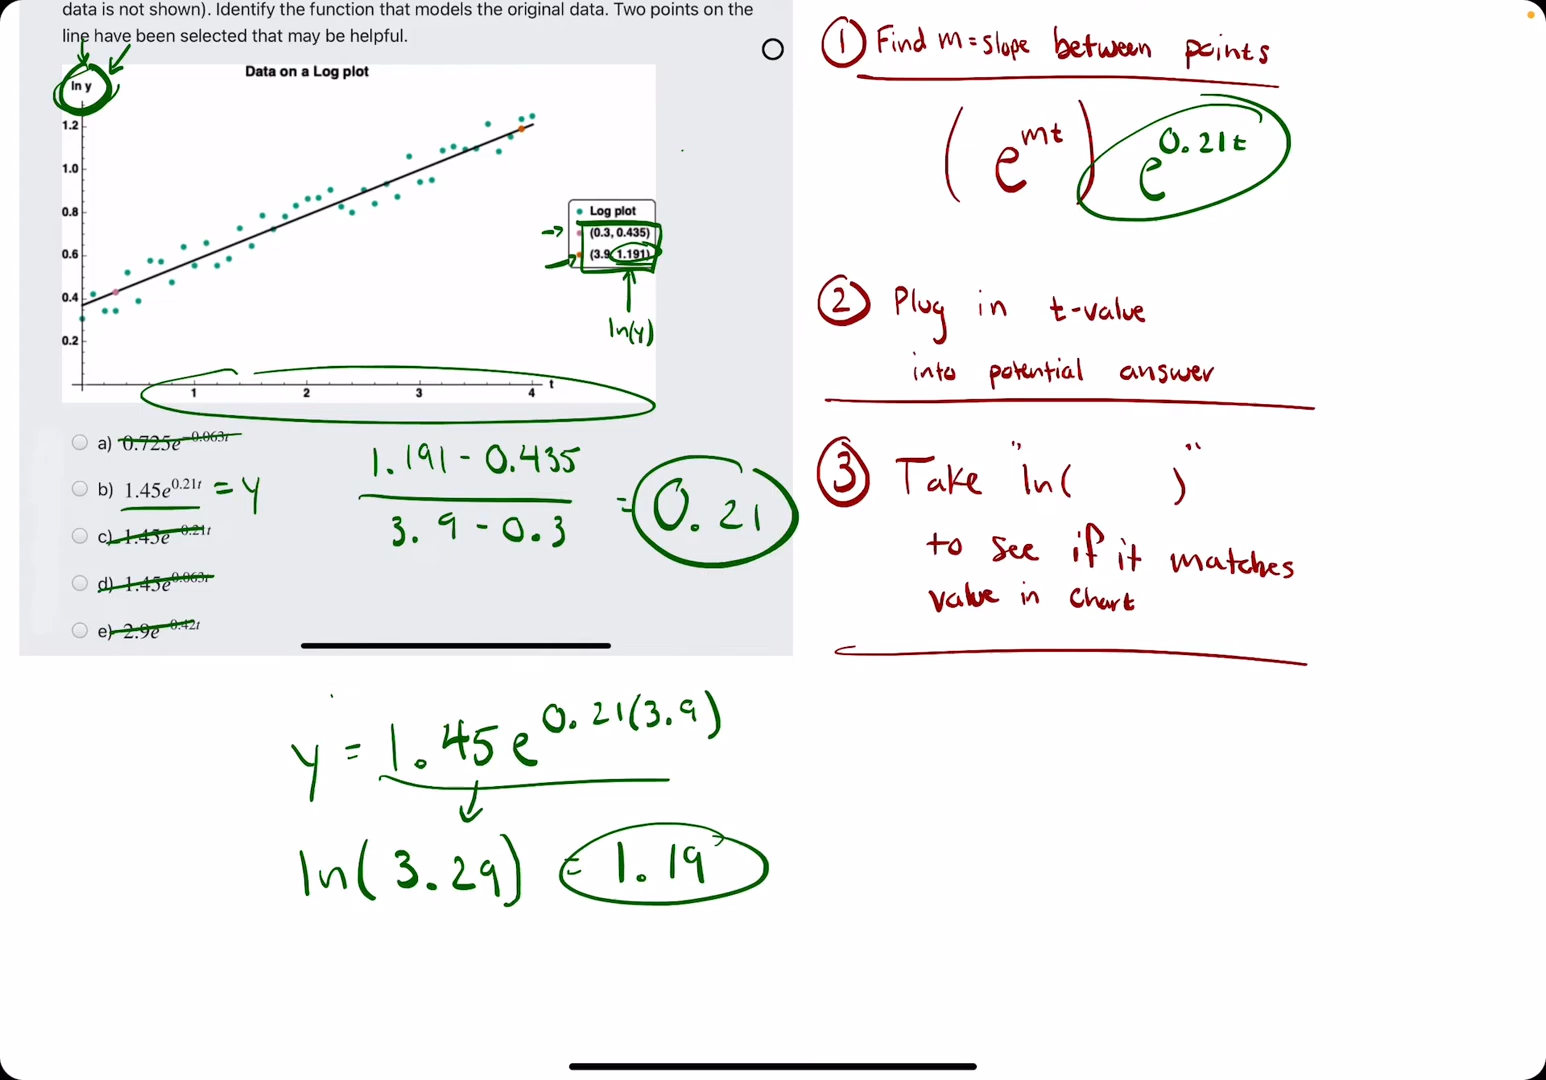 data is not shown). Identify the function that models the original data. Two points on the
line have been selected that may be helpful.
Data on a Log plot
ln y
1.2
1.0
0.8
0.6
0.4
0.2
1
2
3
4
t
Log plot
(0.3, 0.435)
(3.9, 1.191)
ln(y)
a) 0.725e^-0.063t
b) 1.45e^0.21t = y
c) 1.45e^-0.21t
d) 1.45e^0.063t
e) 2.9e^-0.42t
1.191 - 0.435
3.9 - 0.3
= 0.21
y = 1.45e^0.21(3.9)
ln(3.29) = 1.19
① Find m = slope between points
(e^mt) e^0.21t
② Plug in t-value
into potential answer
③ Take "ln( )"
to see if it matches
value in chart